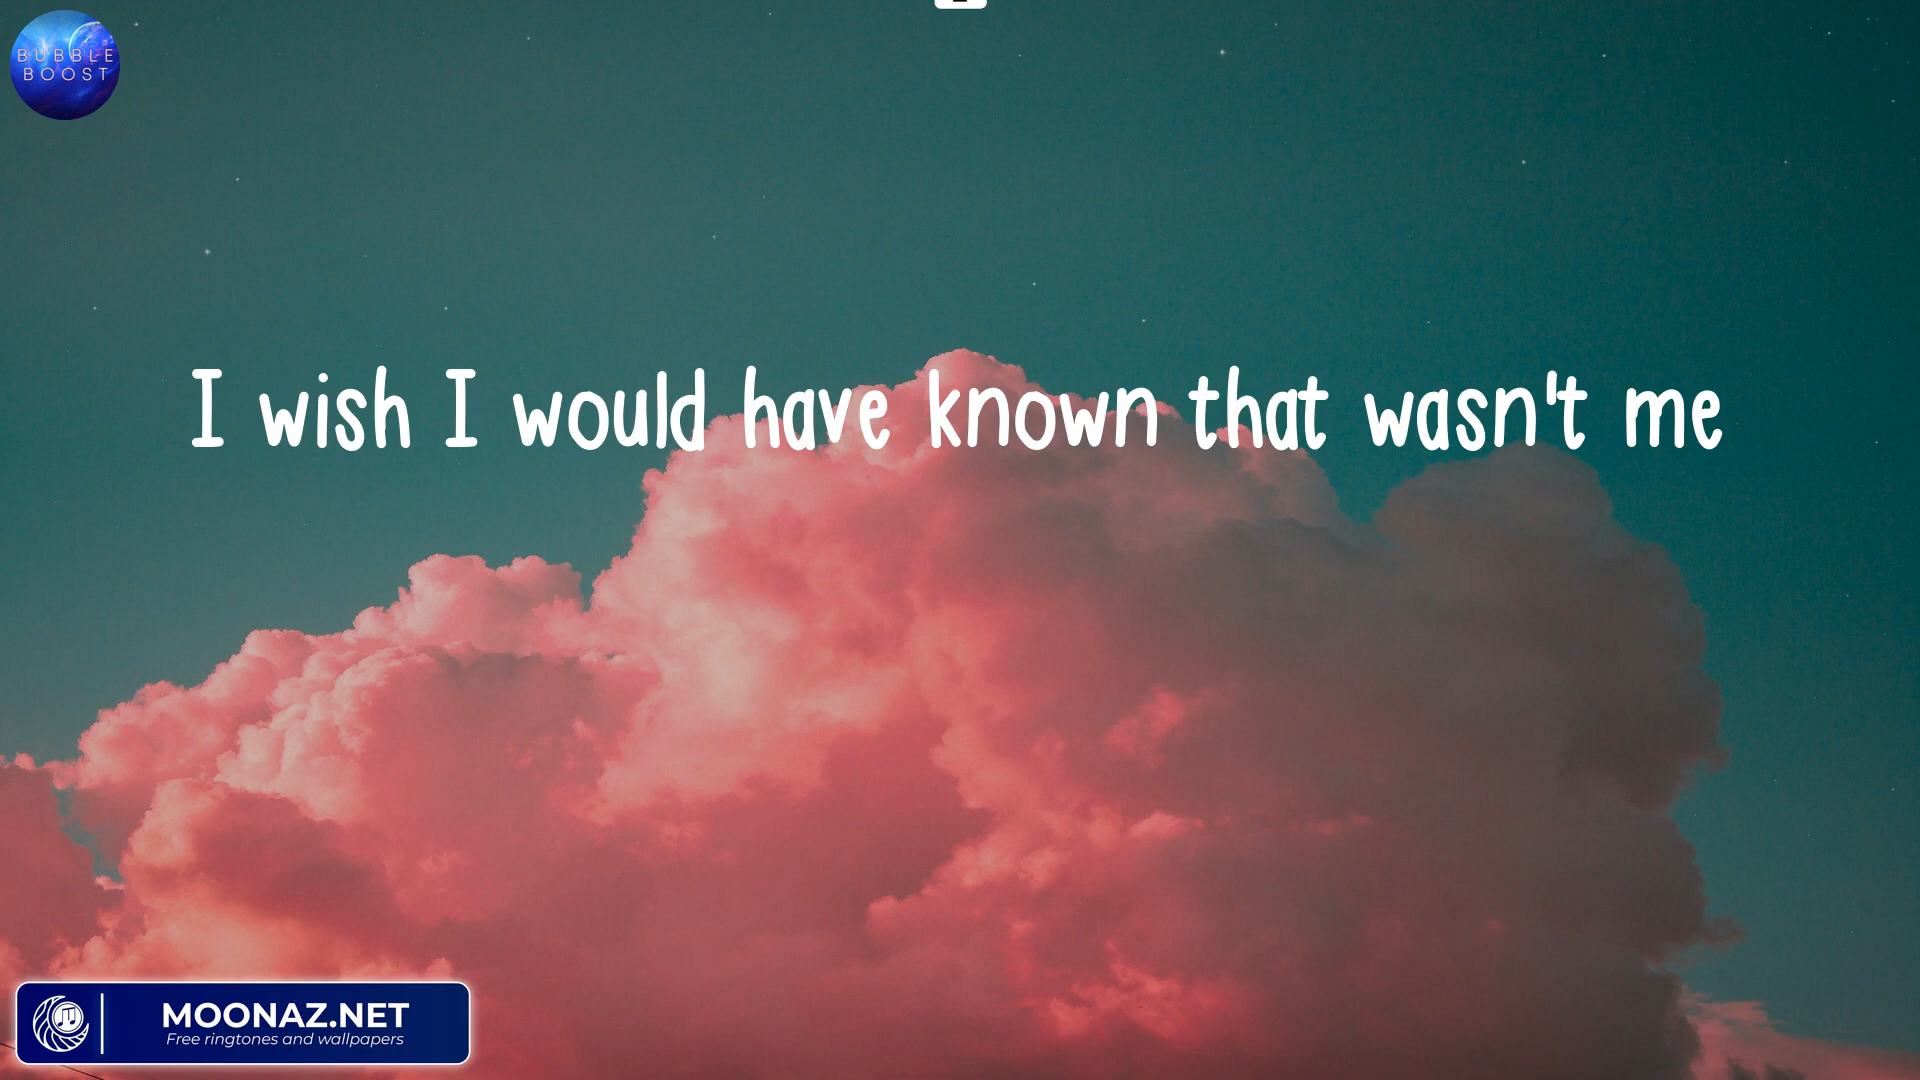 BUBBLE
BOOST
I wish I would have known that wasn't me
MOONAZ.NET
Free ringtones and wallpapers